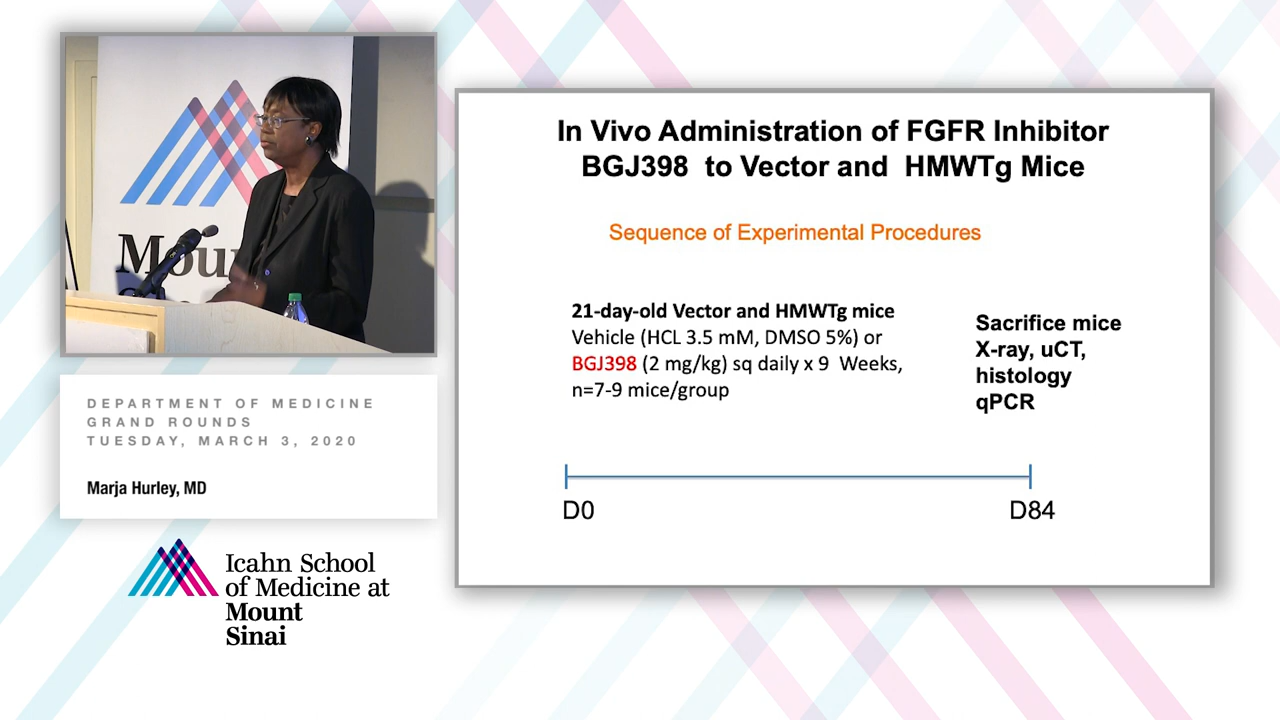 Mou
DEPARTMENT OF MEDICINE
GRAND ROUNDS
TUESDAY, MARCH 3, 2020
Marja Hurley, MD
Icahn School
of Medicine at
Mount
Sinai
In Vivo Administration of FGFR Inhibitor
BGJ398 to Vector and HMWTg Mice
Sequence of Experimental Procedures
21-day-old Vector and HMWTg mice
Vehicle (HCL 3.5 mM, DMSO 5%) or
BGJ398 (2 mg/kg) sq daily x 9 Weeks,
n=7-9 mice/group
Sacrifice mice
X-ray, uCT,
histology
qPCR
D0
D84